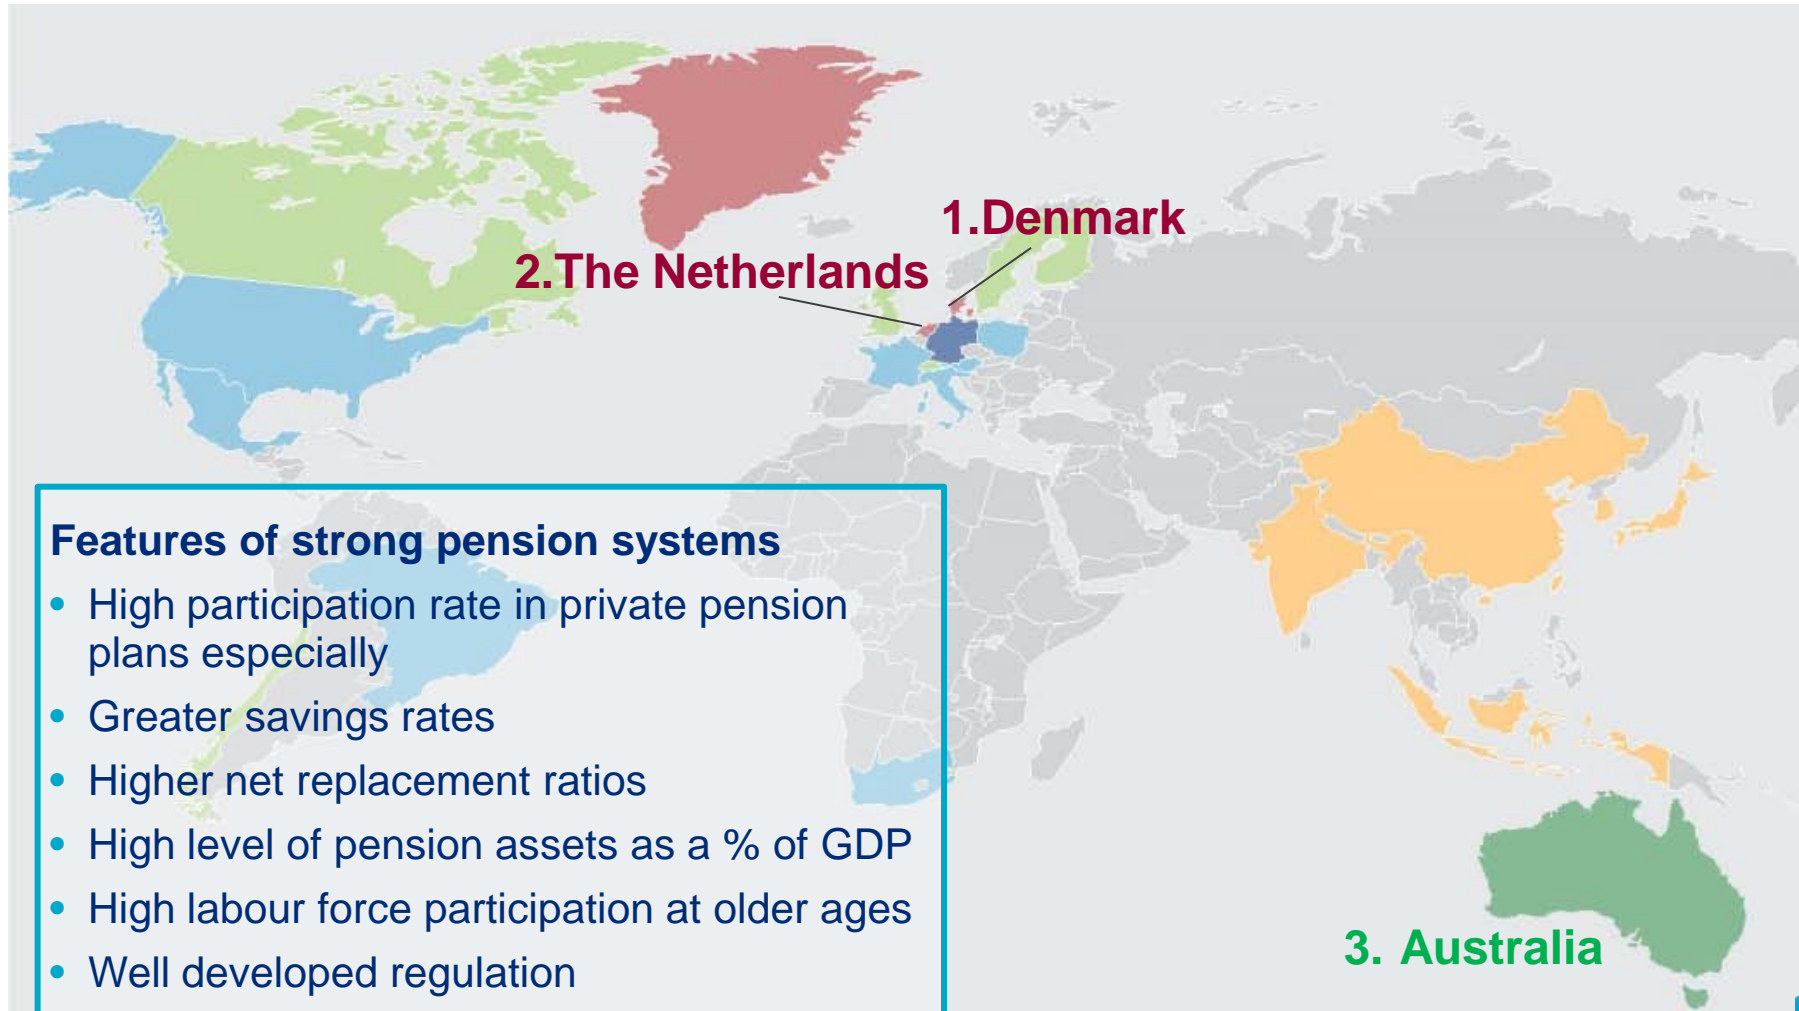 1.Denmark
2.The Netherlands
Features of strong pension systems
• High participation rate in private pension
plans especially
• Greater savings rates
• Higher net replacement ratios
• High level of pension assets as a % of GDP
• High labour force participation at older ages
• Well developed regulation
3. Australia